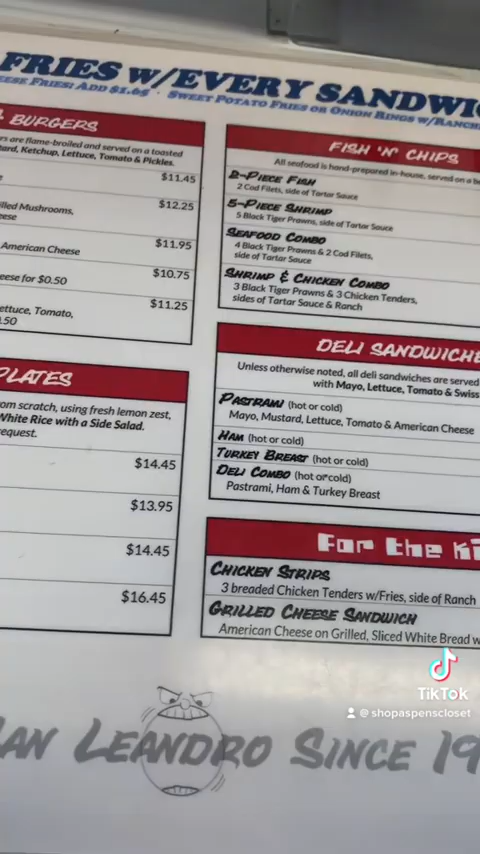 FRIES W/EVERY SANDWI
EESE FRIES: ADD $1.65 · SWEET POTATO FRIES OR ONION RINGS W/RANCH
& BURGERS
rs are flame-broiled and served on a toasted
ard, Ketchup, Lettuce, Tomato & Pickles.
$11.45
$12.25
lled Mushrooms,
eese
American Cheese
$11.95
$10.75
eese for $0.50
$11.25
ettuce, Tomato,
.50
PLATES
om scratch, using fresh lemon zest,
White Rice with a Side Salad.
equest.
$14.45
$13.95
$14.45
$16.45
FISH 'N' CHIPS
All seafood is hand-prepared in-house, served on a be
2-PIECE FISH
2 Cod Filets, side of Tartar Sauce
5-PIECE SHRIMP
5 Black Tiger Prawns, side of Tartar Sauce
SEAFOOD COMBO
4 Black Tiger Prawns & 2 Cod Filets,
side of Tartar Sauce
SHRIMP & CHICKEN COMBO
3 Black Tiger Prawns & 3 Chicken Tenders,
sides of Tartar Sauce & Ranch
DELI SANDWICHE
Unless otherwise noted, all deli sandwiches are served
with Mayo, Lettuce, Tomato & Swiss
PASTRAMI (hot or cold)
Mayo, Mustard, Lettuce, Tomato & American Cheese
HAM (hot or cold)
TURKEY BREAST (hot or cold)
DELI COMBO (hot or cold)
Pastrami, Ham & Turkey Breast
For the Ki
CHICKEN STRIPS
3 breaded Chicken Tenders w/Fries, side of Ranch
GRILLED CHEESE SANDWICH
American Cheese on Grilled, Sliced White Bread w
TikTok
@ shopaspenscloset
AN LEANDRO SINCE 19